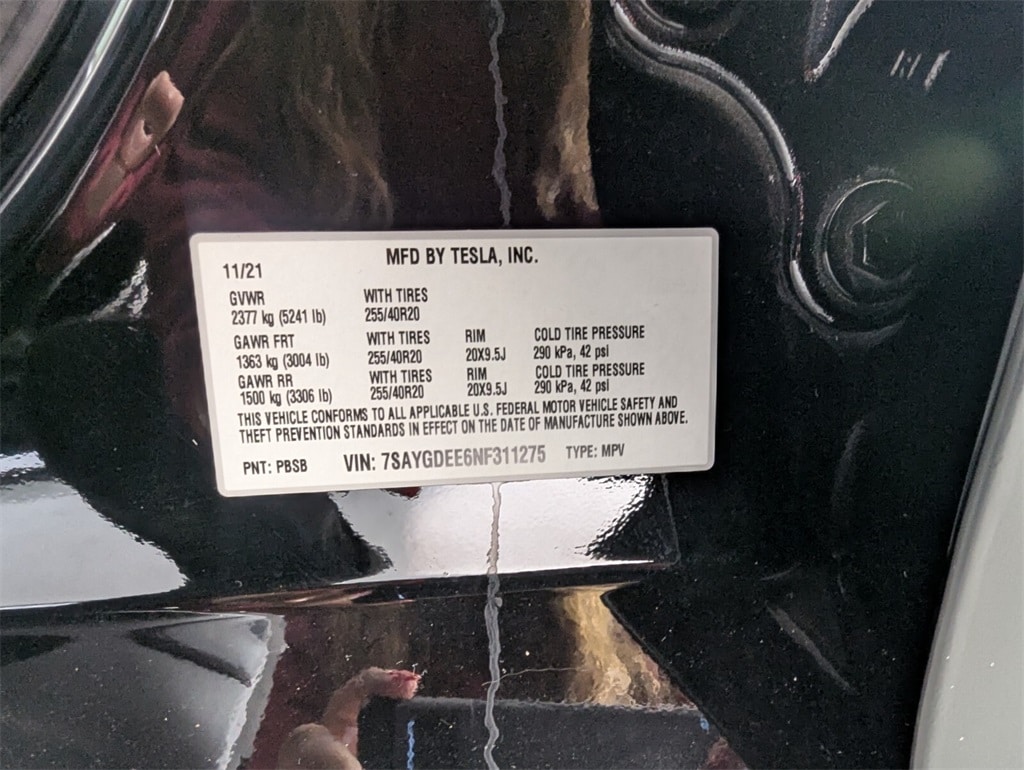 MFD BY TESLA, INC.
11/21
GVWR WITH TIRES
2377 kg (5241 lb) 255/40R20
GAWR FRT WITH TIRES RIM COLD TIRE PRESSURE
1363 kg (3004 lb) 255/40R20 20X9.5J 290 kPa, 42 psi
GAWR RR WITH TIRES RIM COLD TIRE PRESSURE
1500 kg (3306 lb) 255/40R20 20X9.5J 290 kPa, 42 psi
THIS VEHICLE CONFORMS TO ALL APPLICABLE U.S. FEDERAL MOTOR VEHICLE SAFETY AND
THEFT PREVENTION STANDARDS IN EFFECT ON THE DATE OF MANUFACTURE SHOWN ABOVE.
PNT: PBSB VIN: 7SAYGDEE6NF311275 TYPE: MPV